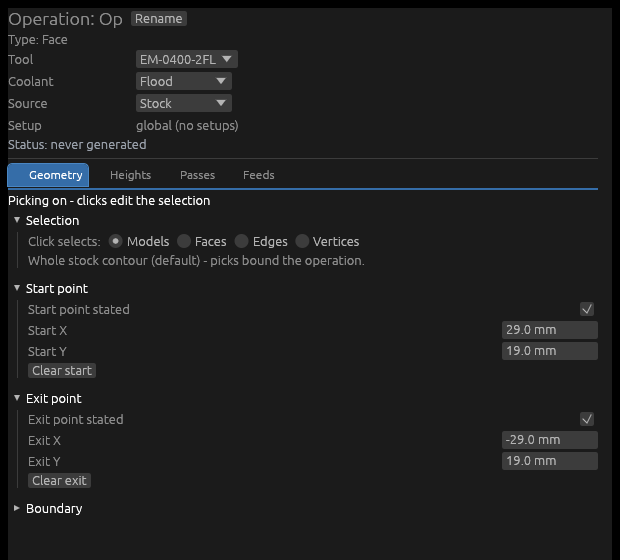 Operation: Op Rename
Type: Face
Tool EM-0400-2FL
Coolant Flood
Source Stock
Setup global (no setups)
Status: never generated
Geometry Heights Passes Feeds
Picking on - clicks edit the selection
Selection
Click selects: Models Faces Edges Vertices
Whole stock contour (default) - picks bound the operation.
Start point
Start point stated
Start X 29.0 mm
Start Y 19.0 mm
Clear start
Exit point
Exit point stated
Exit X -29.0 mm
Exit Y 19.0 mm
Clear exit
Boundary